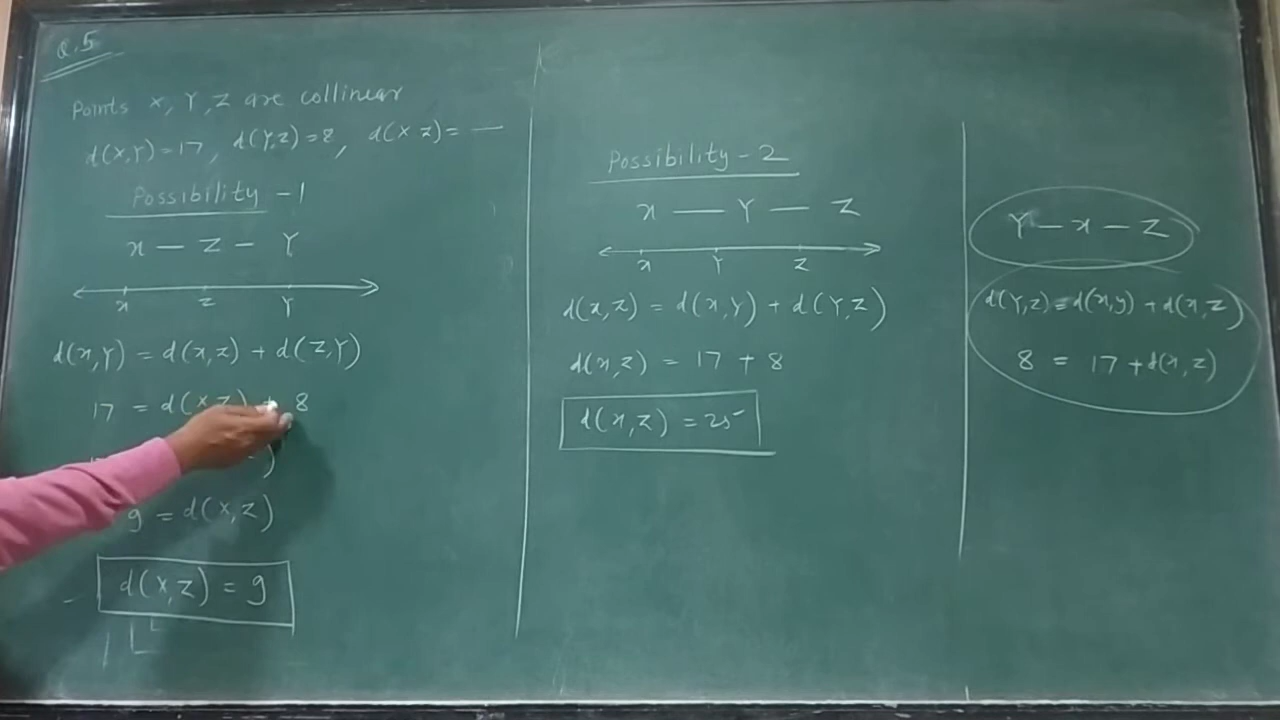 Q.5
Points X, Y, Z are collinear
d(X,Y) = 17, d(Y,Z) = 8, d(X Z) = —
Possibility - 1
x — Z — Y
x z Y
d(x,Y) = d(x,z) + d(Z,Y)
17 = d(X,Z) + 8
9 = d(X,Z)
d(X,Z) = 9
Possibility - 2
x — Y — Z
x Y z
d(x,z) = d(x,Y) + d(Y,Z)
d(x,z) = 17 + 8
d(x,z) = 25
Y — x — Z
d(Y,Z) = d(x,y) + d(x,Z)
8 = 17 + d(x,Z)